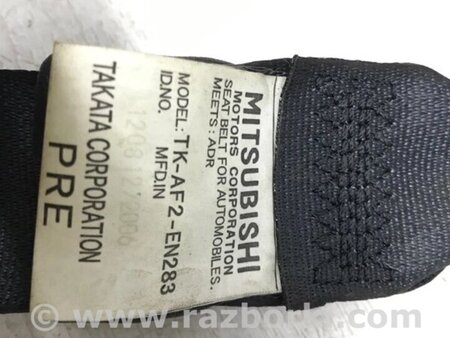 MITSUBISHI
MOTORS CORPORATION
SEAT BELT FOR AUTOMOBILES.
MEETS: ADR
MODEL: TK-AF2-EN283
ID.NO. MFD.IN
TAKATA CORPORATION
PRE
www.razborka.com